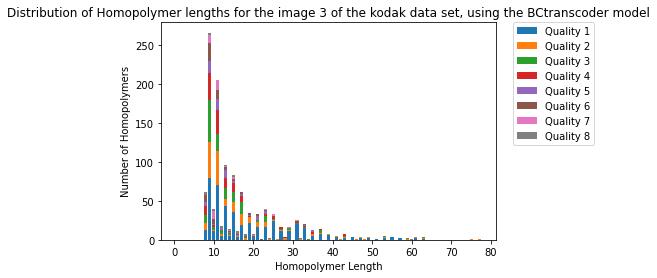 Distribution of Homopolymer lengths for the image 3 of the kodak data set, using the BCtranscoder model
Number of Homopolymers
250
200
150
100
50
0
0 10 20 30 40 50 60 70 80
Homopolymer Length
Quality 1
Quality 2
Quality 3
Quality 4
Quality 5
Quality 6
Quality 7
Quality 8